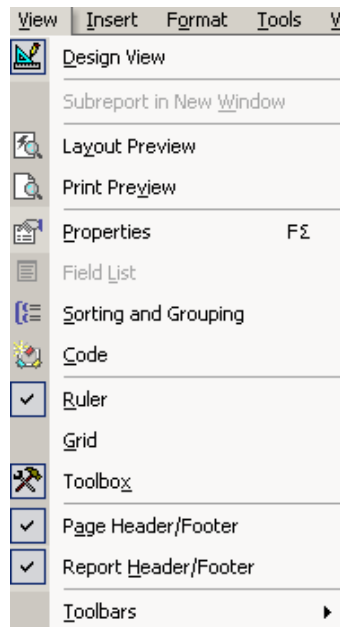 View Insert Format Tools
Design View
Subreport in New Window
Layout Preview
Print Preview
Properties FΣ
Field List
Sorting and Grouping
Code
Ruler
Grid
Toolbox
Page Header/Footer
Report Header/Footer
Toolbars